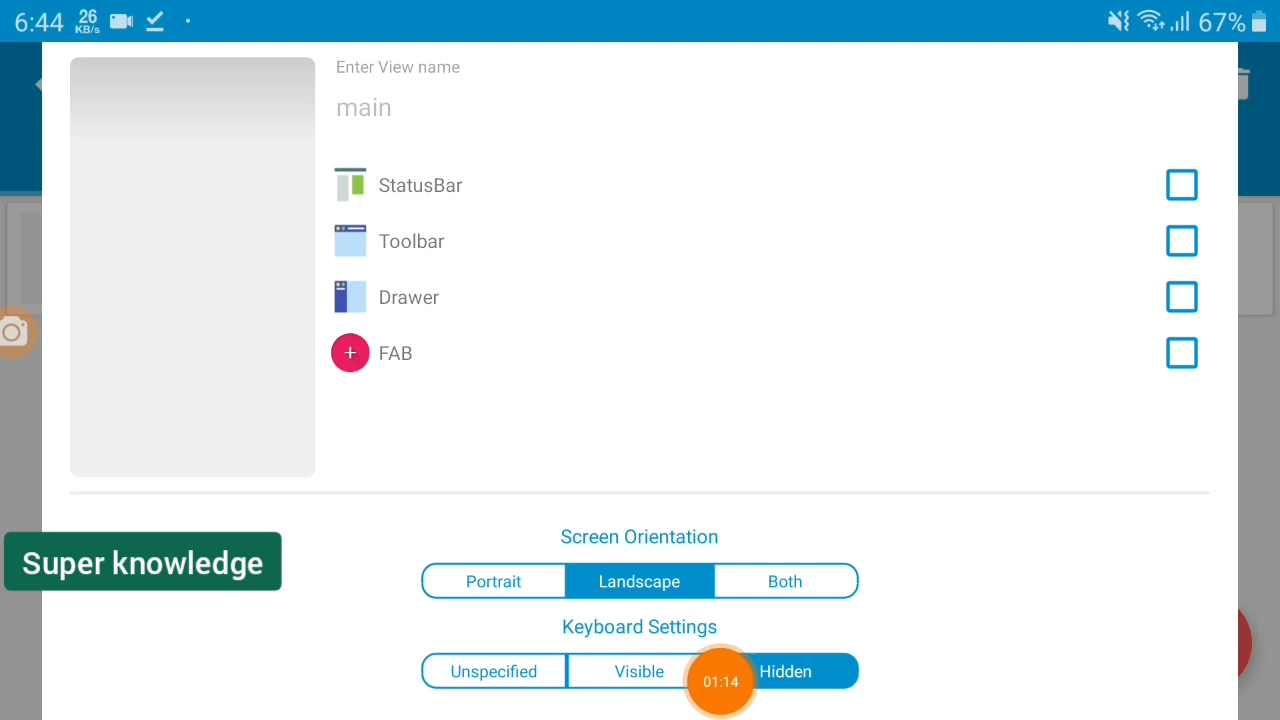 6:44 26 KB/s 67%
Enter View name
main
StatusBar
Toolbar
Drawer
+ FAB
Screen Orientation
Super knowledge
Portrait Landscape Both
Keyboard Settings
Unspecified Visible Hidden
01:14